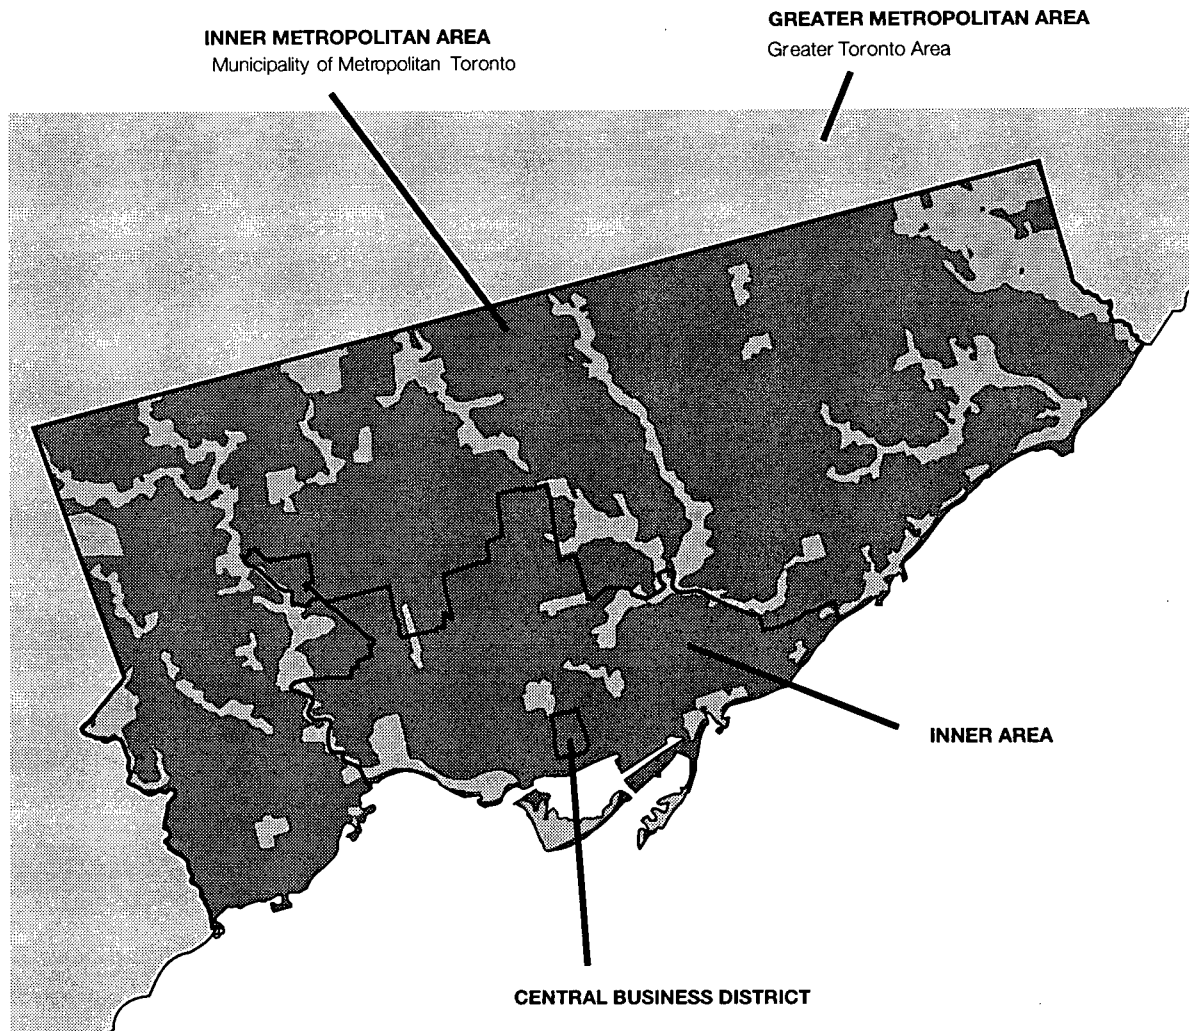 INNER METROPOLITAN AREA
Municipality of Metropolitan Toronto
GREATER METROPOLITAN AREA
Greater Toronto Area
INNER AREA
CENTRAL BUSINESS DISTRICT